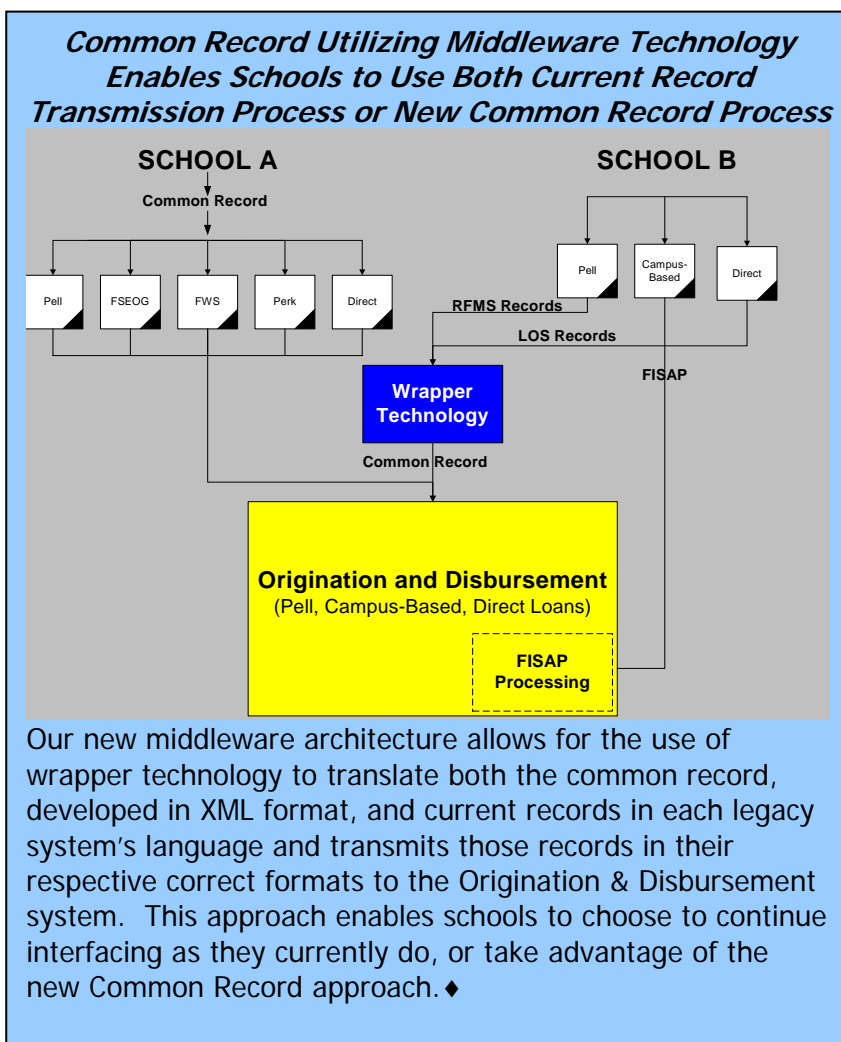 Common Record Utilizing Middleware Technology
Enables Schools to Use Both Current Record
Transmission Process or New Common Record Process
SCHOOL A
SCHOOL B
Common Record
Pell
FSEOG
FWS
Perk
Direct
Pell
Campus-
Based
Direct
RFMS Records
LOS Records
FISAP
Wrapper
Technology
Common Record
Origination and Disbursement
(Pell, Campus-Based, Direct Loans)
FISAP
Processing
Our new middleware architecture allows for the use of
wrapper technology to translate both the common record,
developed in XML format, and current records in each legacy
system's language and transmits those records in their
respective correct formats to the Origination & Disbursement
system.  This approach enables schools to choose to continue
interfacing as they currently do, or take advantage of the
new Common Record approach.♦